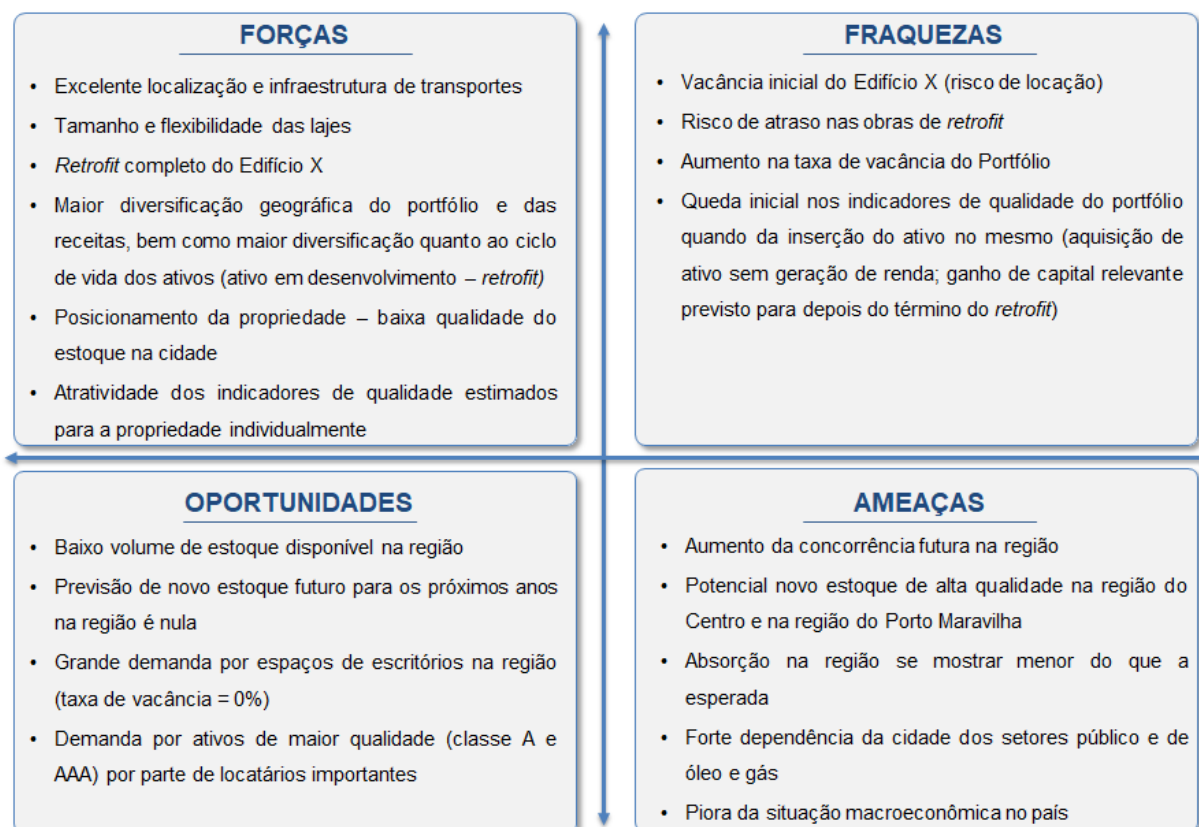 FORÇAS
• Excelente localização e infraestrutura de transportes
• Tamanho e flexibilidade das lajes
• Retrofit completo do Edifício X
• Maior diversificação geográfica do portfólio e das
receitas, bem como maior diversificação quanto ao ciclo
de vida dos ativos (ativo em desenvolvimento – retrofit)
• Posicionamento da propriedade – baixa qualidade do
estoque na cidade
• Atratividade dos indicadores de qualidade estimados
para a propriedade individualmente
FRAQUEZAS
• Vacância inicial do Edifício X (risco de locação)
• Risco de atraso nas obras de retrofit
• Aumento na taxa de vacância do Portfólio
• Queda inicial nos indicadores de qualidade do portfólio
quando da inserção do ativo no mesmo (aquisição de
ativo sem geração de renda; ganho de capital relevante
previsto para depois do término do retrofit)
OPORTUNIDADES
• Baixo volume de estoque disponível na região
• Previsão de novo estoque futuro para os próximos anos
na região é nula
• Grande demanda por espaços de escritórios na região
(taxa de vacância = 0%)
• Demanda por ativos de maior qualidade (classe A e
AAA) por parte de locatários importantes
AMEAÇAS
• Aumento da concorrência futura na região
• Potencial novo estoque de alta qualidade na região do
Centro e na região do Porto Maravilha
• Absorção na região se mostrar menor do que a
esperada
• Forte dependência da cidade dos setores público e de
óleo e gás
• Piora da situação macroeconômica no país